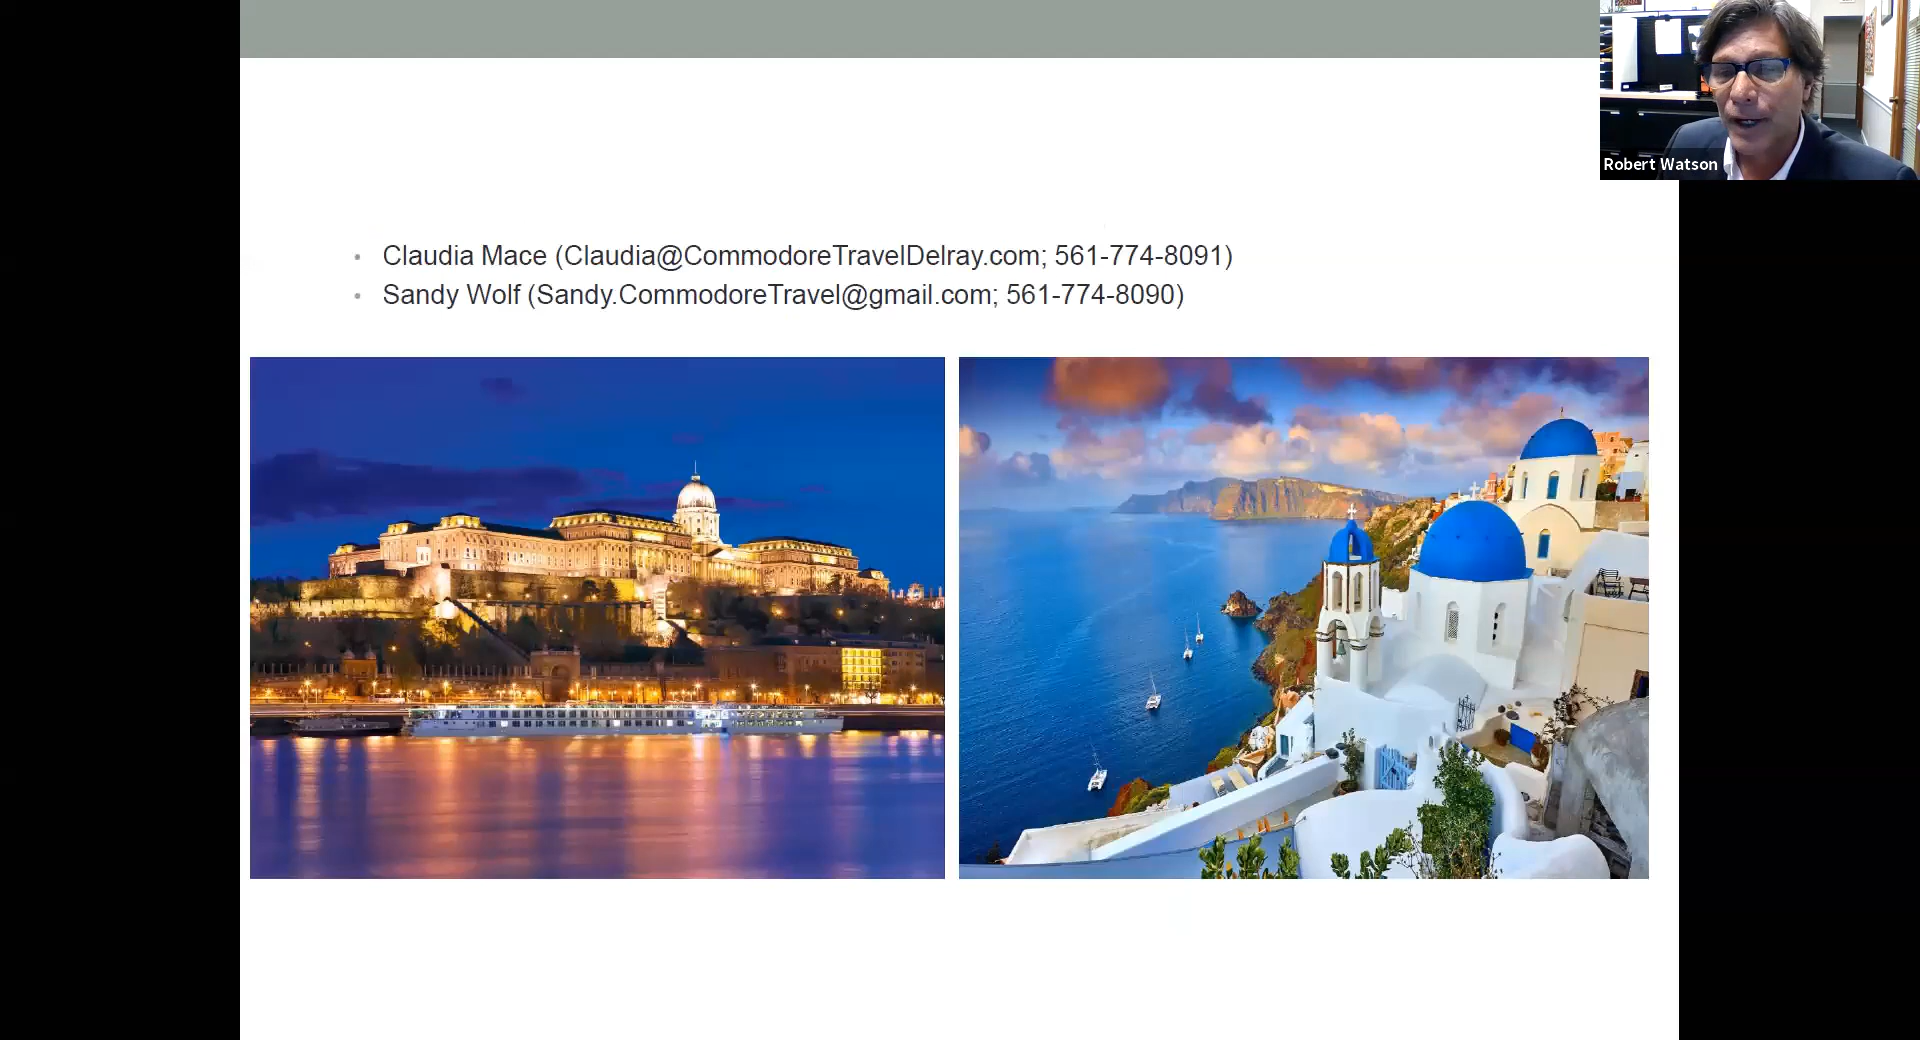 Robert Watson
• Claudia Mace (Claudia@CommodoreTravelDelray.com; 561-774-8091)
• Sandy Wolf (Sandy.CommodoreTravel@gmail.com; 561-774-8090)